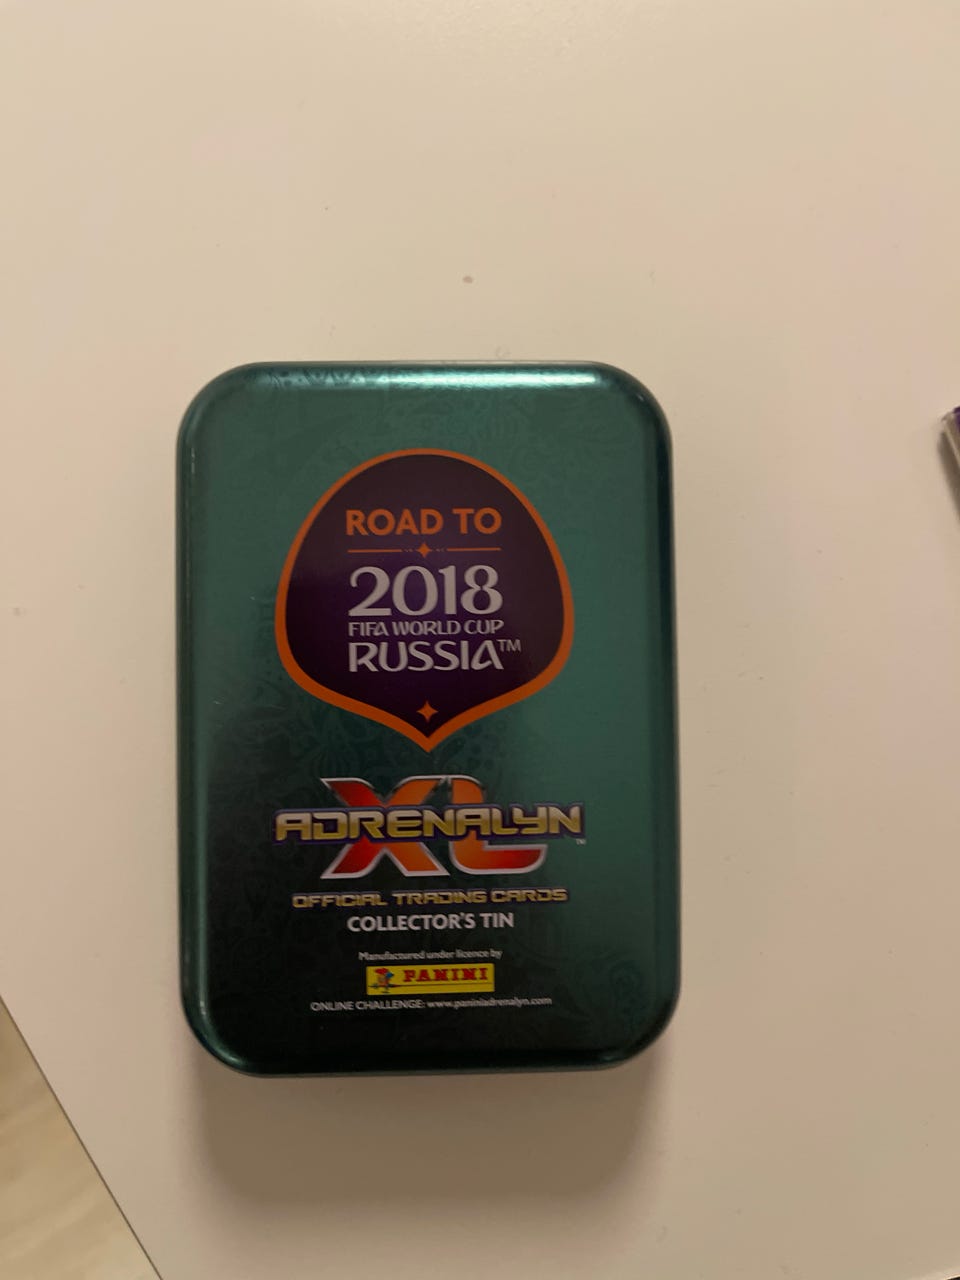 ROAD TO
2018
FIFA WORLD CUP
RUSSIA™
XL
ADRENALYN™
OFFICIAL TRADING CARDS
COLLECTOR'S TIN
Manufactured under licence by
PANINI
ONLINE CHALLENGE: www.paniniadrenalyn.com